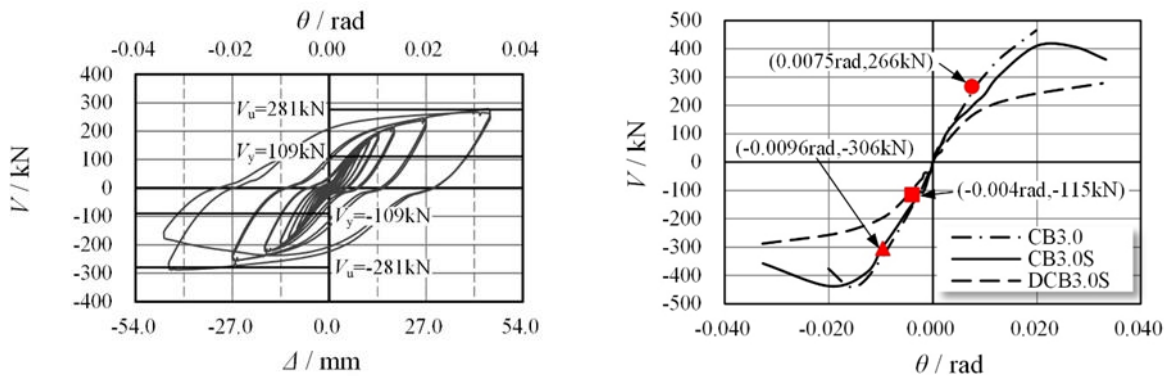 θ / rad
-0.04 -0.02 0.00 0.02 0.04
400
300
200
100
0
-100
-200
-300
-400
V / kN
Vu=281kN
Vy=109kN
Vy=-109kN
Vu=-281kN
-54.0 -27.0 0.0 27.0 54.0
Δ / mm
500
400
300
200
100
0
-100
-200
-300
-400
-500
V / kN
(0.0075rad,266kN)
(-0.0096rad,-306kN)
(-0.004rad,-115kN)
CB3.0
CB3.0S
DCB3.0S
-0.040 -0.020 0.000 0.020 0.040
θ / rad